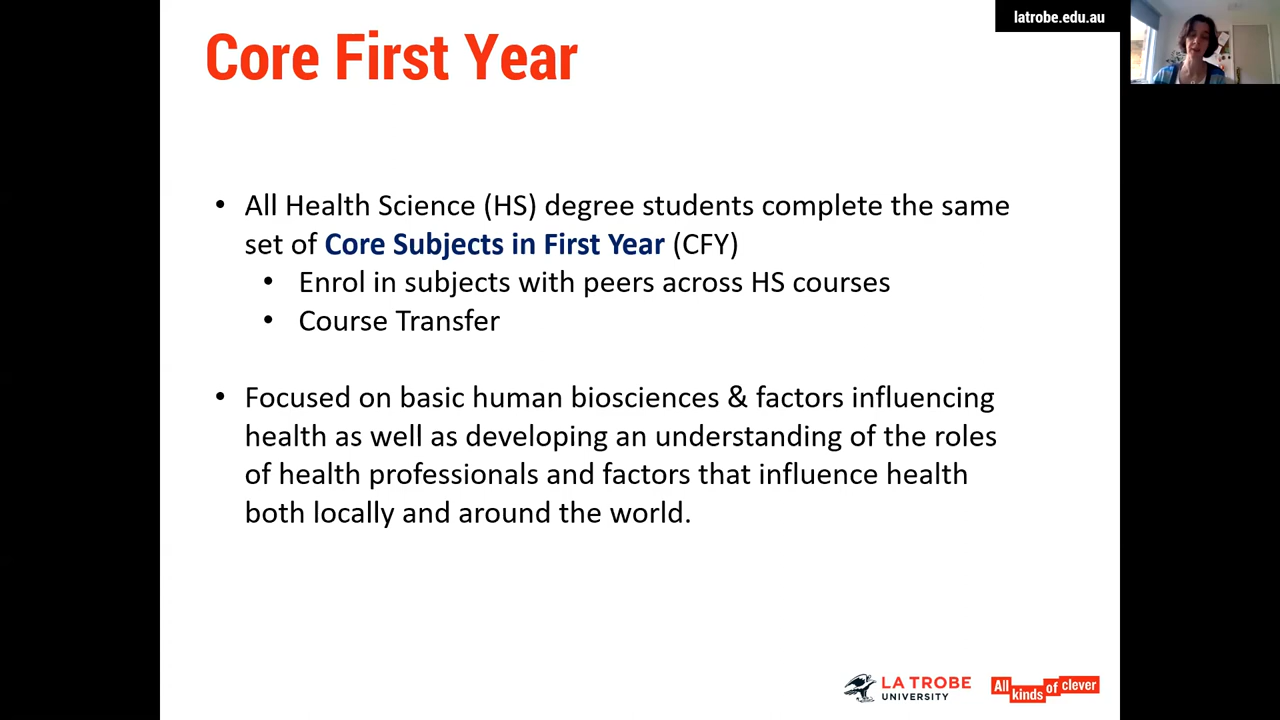 latrobe.edu.au
Core First Year
• All Health Science (HS) degree students complete the same
set of Core Subjects in First Year (CFY)
• Enrol in subjects with peers across HS courses
• Course Transfer
• Focused on basic human biosciences & factors influencing
health as well as developing an understanding of the roles
of health professionals and factors that influence health
both locally and around the world.
LA TROBE
UNIVERSITY
All kinds of clever